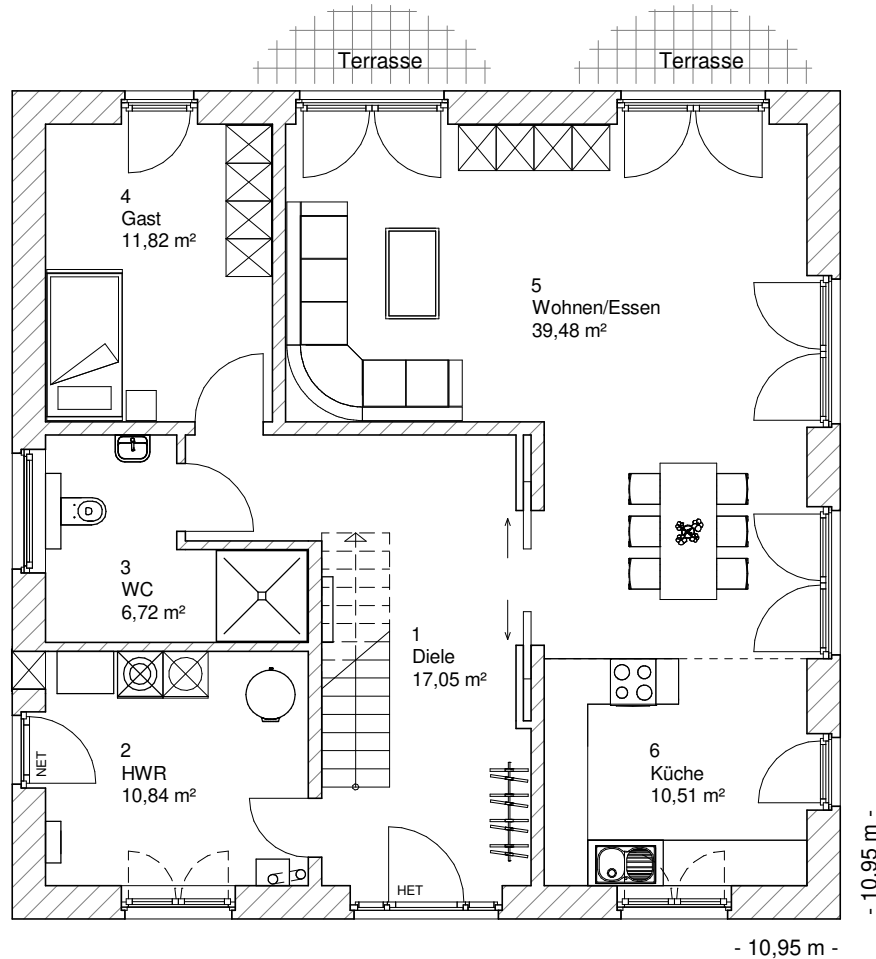 Terrasse
Terrasse
4
Gast
11,82 m²
5
Wohnen/Essen
39,48 m²
3
WC
6,72 m²
1
Diele
17,05 m²
2
HWR
10,84 m²
NET
6
Küche
10,51 m²
HET
- 10,95 m -
- 10,95 m -